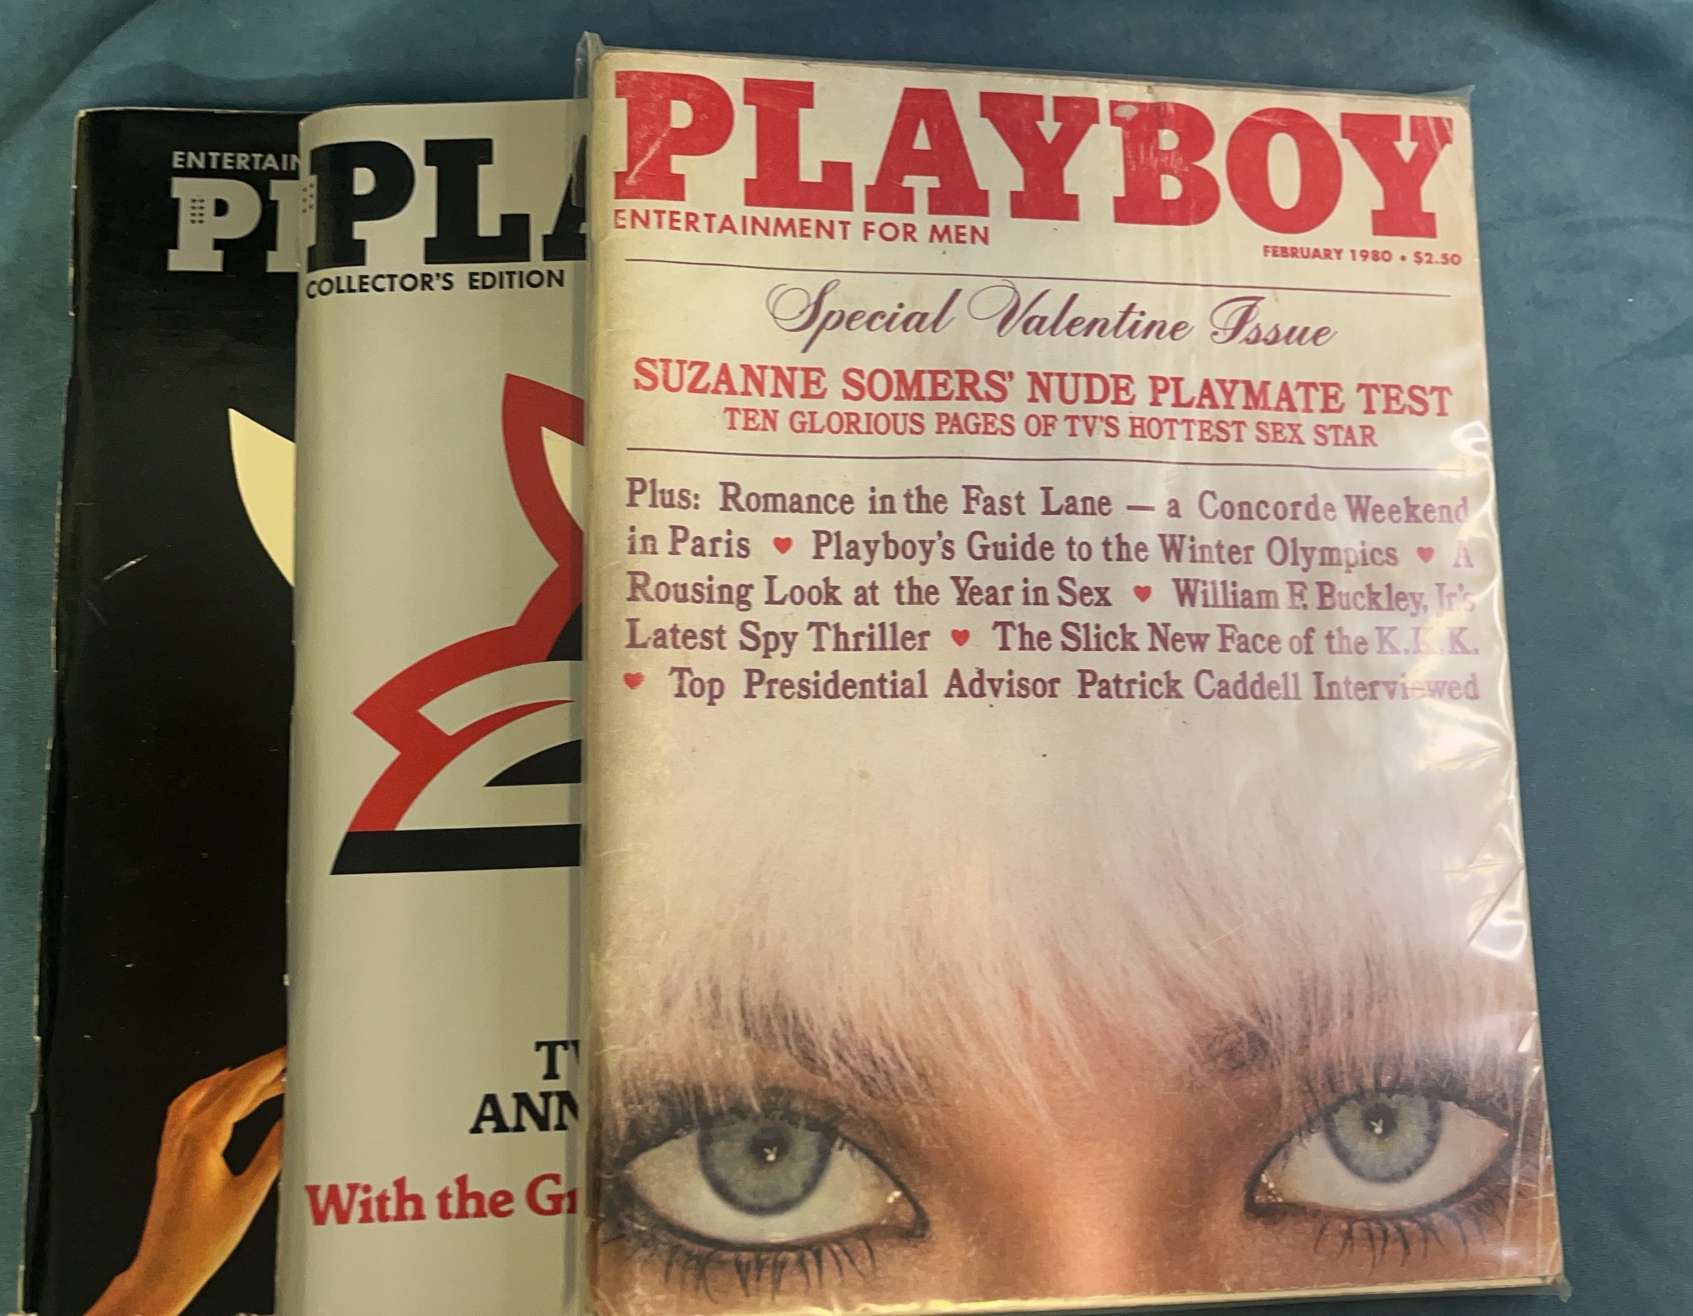 ENTERTAIN
PL
PLA
COLLECTOR'S EDITION
ANN
With the Gr
PLAYBOY
ENTERTAINMENT FOR MEN
FEBRUARY 1980 • $2.50
Special Valentine Issue
SUZANNE SOMERS' NUDE PLAYMATE TEST
TEN GLORIOUS PAGES OF TV'S HOTTEST SEX STAR
Plus: Romance in the Fast Lane — a Concorde Weekend
in Paris ♥ Playboy's Guide to the Winter Olympics ♥ A
Rousing Look at the Year in Sex ♥ William F. Buckley, Jr.'s
Latest Spy Thriller ♥ The Slick New Face of the K.K.K.
♥ Top Presidential Advisor Patrick Caddell Interviewed